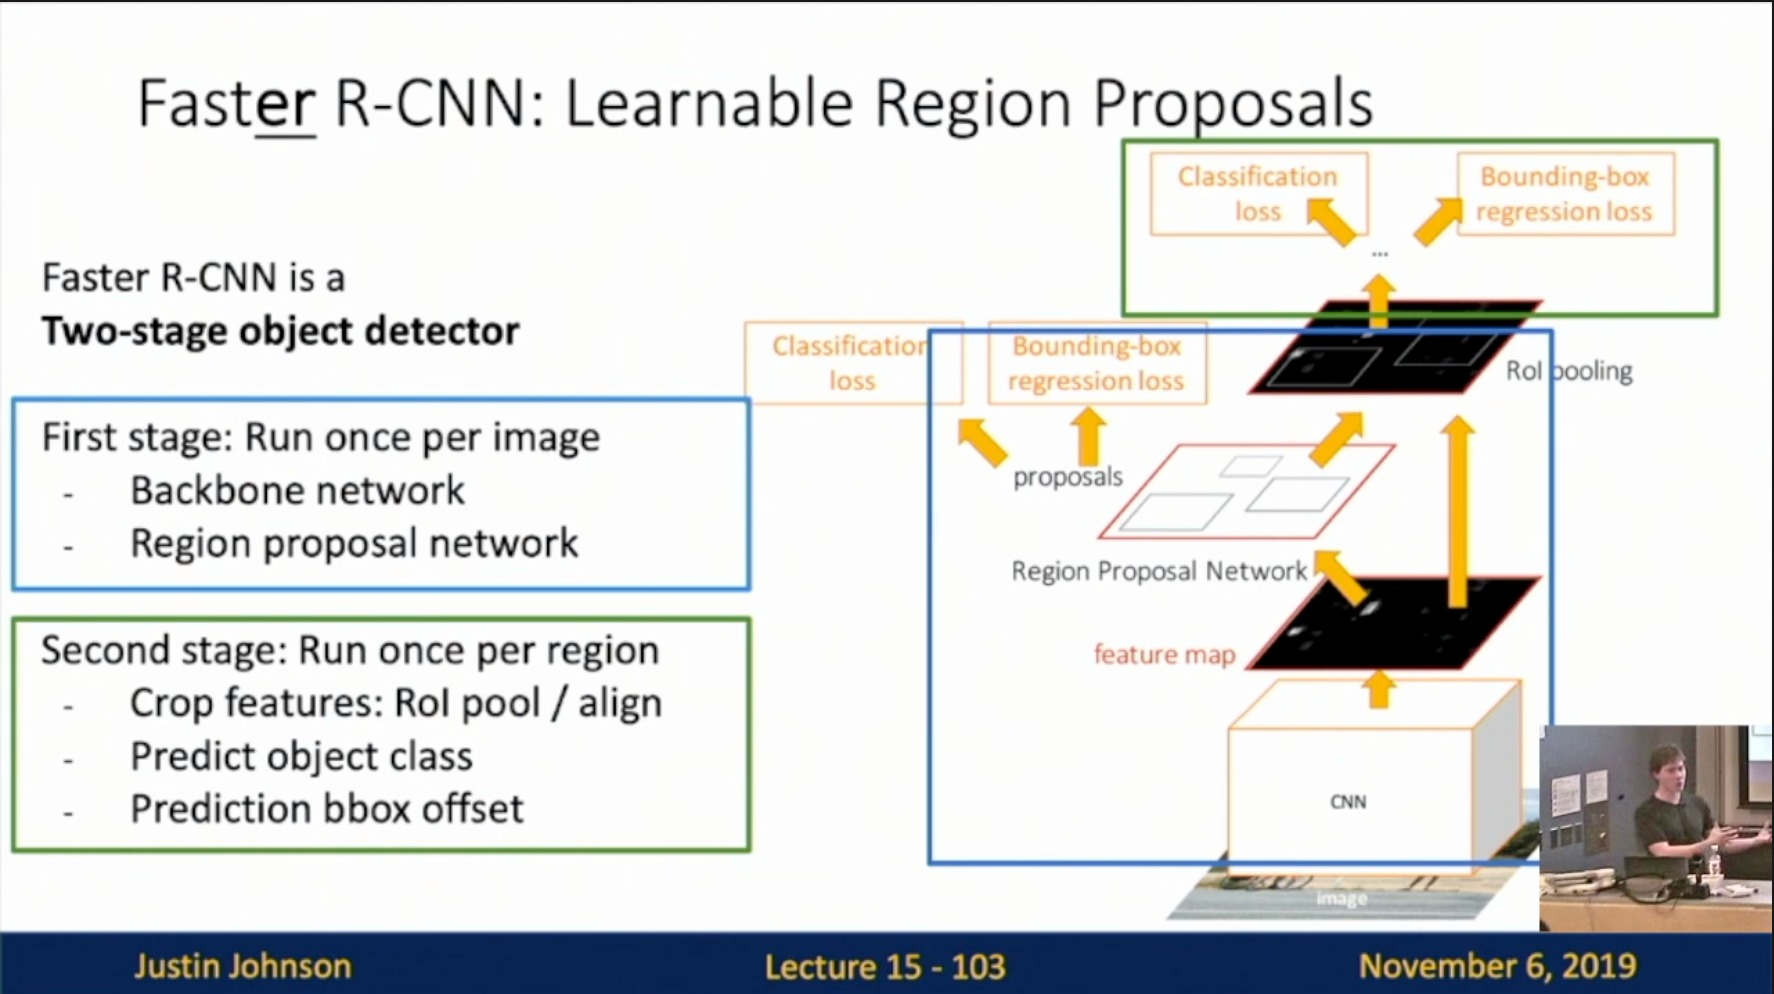 Faster R-CNN: Learnable Region Proposals
Faster R-CNN is a
Two-stage object detector
First stage: Run once per image
- Backbone network
- Region proposal network
Second stage: Run once per region
- Crop features: RoI pool / align
- Predict object class
- Prediction bbox offset
Classification
loss
Bounding-box
regression loss
...
Classification
loss
Bounding-box
regression loss
RoI pooling
proposals
Region Proposal Network
feature map
CNN
image
Justin Johnson
Lecture 15 - 103
November 6, 2019